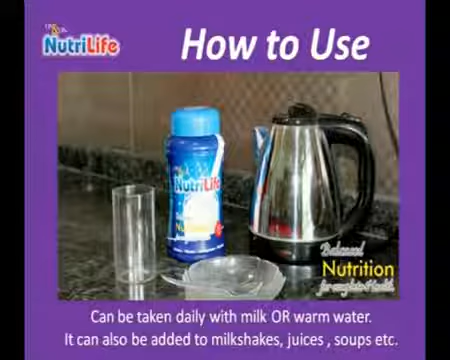 NutriLife
How to Use
NutriLife
Balanced
Nutrition
for complete Health
Can be taken daily with milk OR warm water.
It can also be added to milkshakes, juices , soups etc.